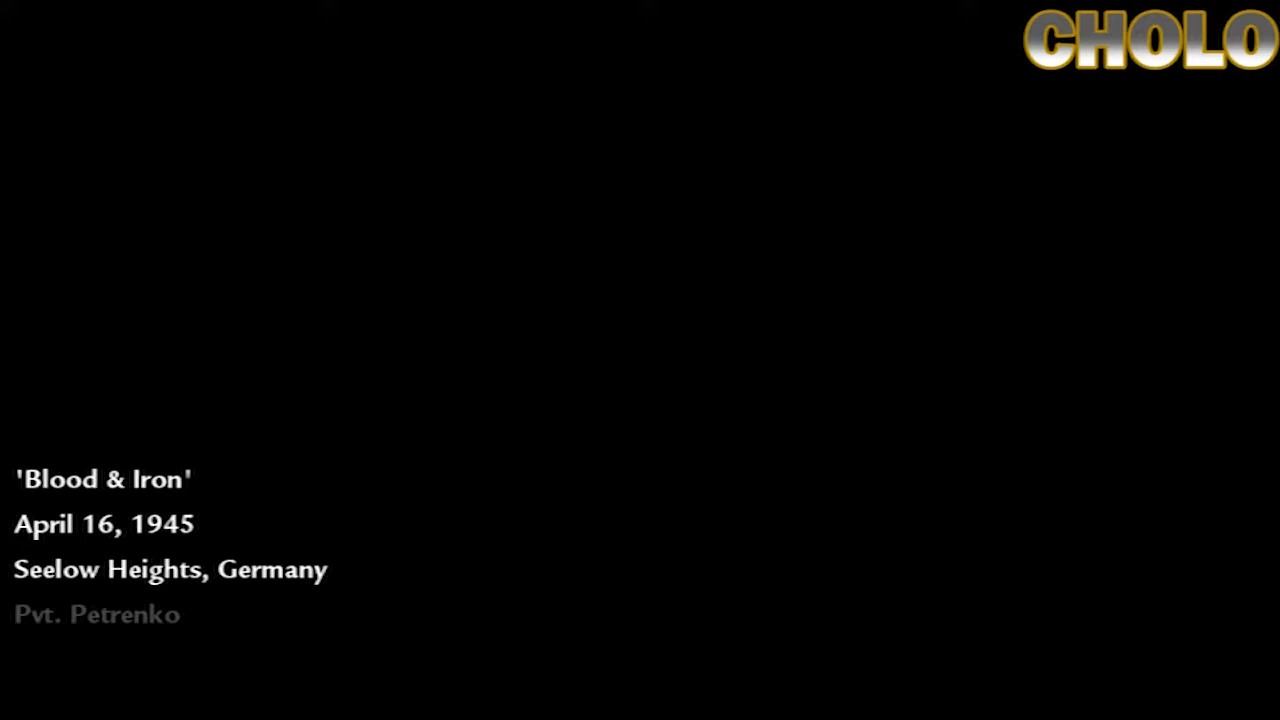 CHOLO
'Blood & Iron'
April 16, 1945
Seelow Heights, Germany
Pvt. Petrenko